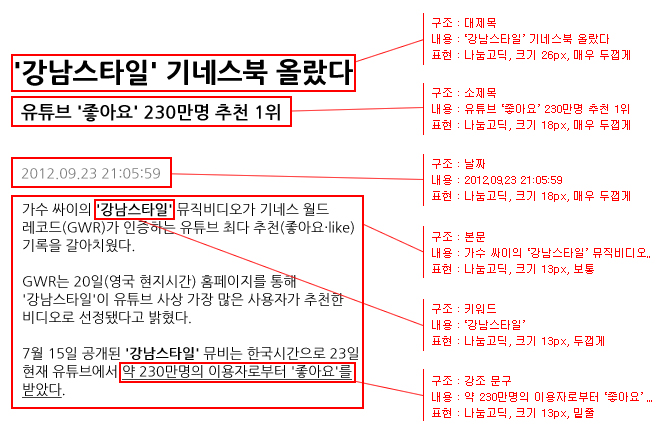 '강남스타일' 기네스북 올랐다
유튜브 '좋아요' 230만명 추천 1위
2012.09.23 21:05:59
가수 싸이의 '강남스타일' 뮤직비디오가 기네스 월드
레코드(GWR)가 인증하는 유튜브 최다 추천(좋아요·like)
기록을 갈아치웠다.
GWR는 20일(영국 현지시간) 홈페이지를 통해
'강남스타일'이 유튜브 사상 가장 많은 사용자가 추천한
비디오로 선정됐다고 밝혔다.
7월 15일 공개된 '강남스타일' 뮤비는 한국시간으로 23일
현재 유튜브에서 약 230만명의 이용자로부터 '좋아요'를
받았다.
구조 : 대제목
내용 : '강남스타일' 기네스북 올랐다
표현 : 나눔고딕, 크기 26px, 매우 두껍게
구조 : 소제목
내용 : 유튜브 '좋아요' 230만명 추천 1위
표현 : 나눔고딕, 크기 18px, 매우 두껍게
구조 : 날짜
내용 : 2012.09.23 21:05:59
표현 : 나눔고딕, 크기 18px, 매우 두껍게
구조 : 본문
내용 : 가수 싸이의 '강남스타일' 뮤직비디오..
표현 : 나눔고딕, 크기 13px, 보통
구조 : 키워드
내용 : '강남스타일'
표현 : 나눔고딕, 크기 13px, 두껍게
구조 : 강조 문구
내용 : 약 230만명의 이용자로부터 '좋아요' ...
표현 : 나눔고딕, 크기 13px, 밑줄